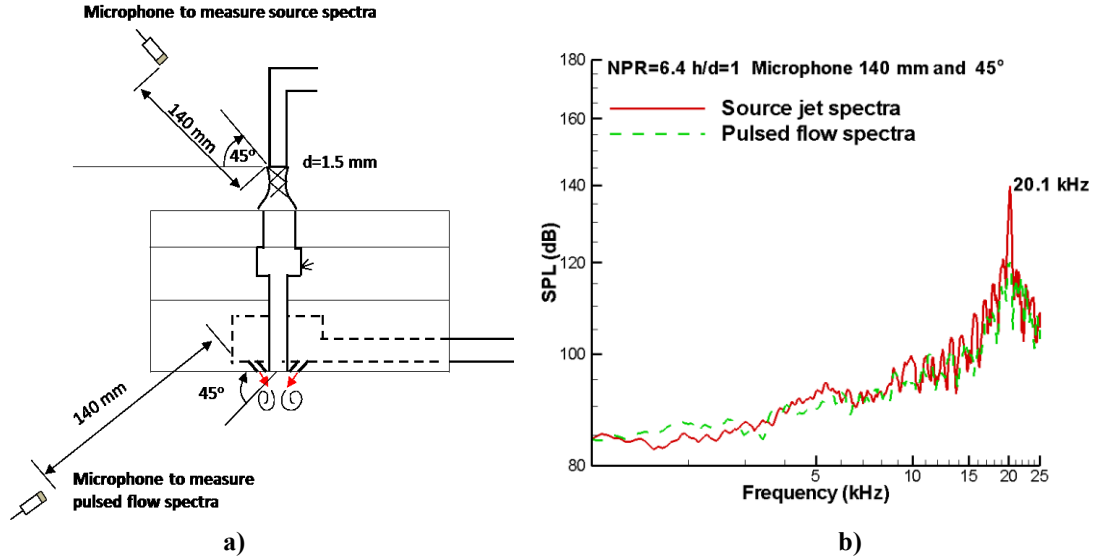 Microphone to measure source spectra
140 mm
45º
d=1.5 mm
140 mm
45º
Microphone to measure
pulsed flow spectra
a)
180
160
140
120
100
80
SPL (dB)
NPR=6.4 h/d=1 Microphone 140 mm and 45°
Source jet spectra
Pulsed flow spectra
20.1 kHz
5
10
15
20
25
Frequency (kHz)
b)